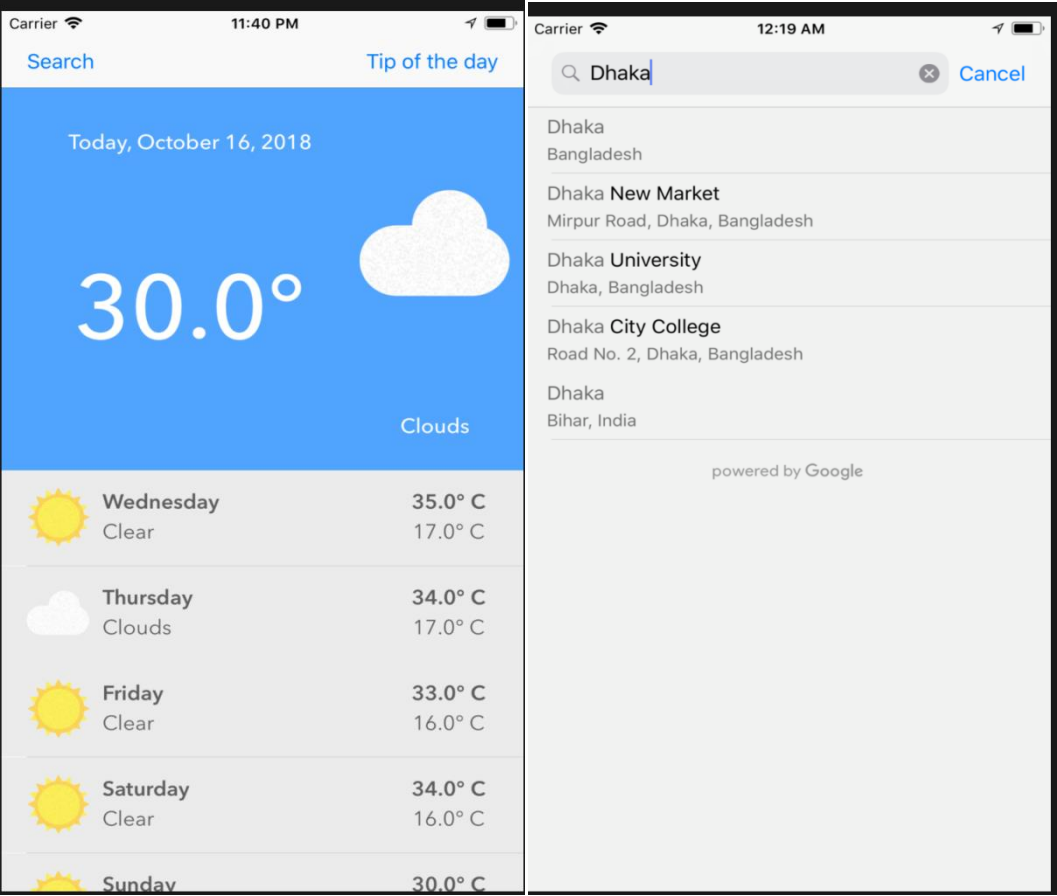 Carrier 11:40 PM
Search Tip of the day
Today, October 16, 2018
30.0°
Clouds
Wednesday 35.0° C
Clear 17.0° C
Thursday 34.0° C
Clouds 17.0° C
Friday 33.0° C
Clear 16.0° C
Saturday 34.0° C
Clear 16.0° C
Sunday 30.0° C
Carrier 12:19 AM
Dhaka Cancel
Dhaka
Bangladesh
Dhaka New Market
Mirpur Road, Dhaka, Bangladesh
Dhaka University
Dhaka, Bangladesh
Dhaka City College
Road No. 2, Dhaka, Bangladesh
Dhaka
Bihar, India
powered by Google